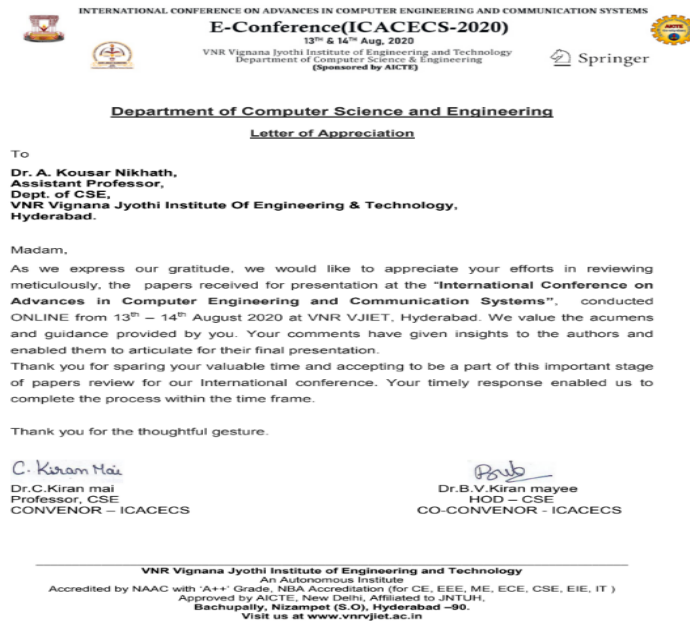 INTERNATIONAL CONFERENCE ON ADVANCES IN COMPUTER ENGINEERING AND COMMUNICATION SYSTEMS
E-Conference(ICACECS-2020)
13TH & 14TH Aug, 2020
VNR Vignana Jyothi Institute of Engineering and Technology
Department of Computer Science & Engineering
(Sponsored by AICTE)
AICTE
Springer
Department of Computer Science and Engineering
Letter of Appreciation
To
Dr. A. Kousar Nikhath,
Assistant Professor,
Dept. of CSE,
VNR Vignana Jyothi Institute Of Engineering & Technology,
Hyderabad.
Madam,
As we express our gratitude, we would like to appreciate your efforts in reviewing
meticulously, the papers received for presentation at the "International Conference on
Advances in Computer Engineering and Communication Systems", conducted
ONLINE from 13th – 14th August 2020 at VNR VJIET, Hyderabad. We value the acumens
and guidance provided by you. Your comments have given insights to the authors and
enabled them to articulate for their final presentation.
Thank you for sparing your valuable time and accepting to be a part of this important stage
of papers review for our International conference. Your timely response enabled us to
complete the process within the time frame.
Thank you for the thoughtful gesture.
C. Kiran Mai
Dr.C.Kiran mai
Professor, CSE
CONVENOR – ICACECS
Dr.B.V.Kiran mayee
HOD – CSE
CO-CONVENOR - ICACECS
VNR Vignana Jyothi Institute of Engineering and Technology
An Autonomous Institute
Accredited by NAAC with 'A++' Grade, NBA Accreditation (for CE, EEE, ME, ECE, CSE, EIE, IT )
Approved by AICTE, New Delhi, Affiliated to JNTUH,
Bachupally, Nizampet (S.O), Hyderabad –90.
Visit us at www.vnrvjiet.ac.in